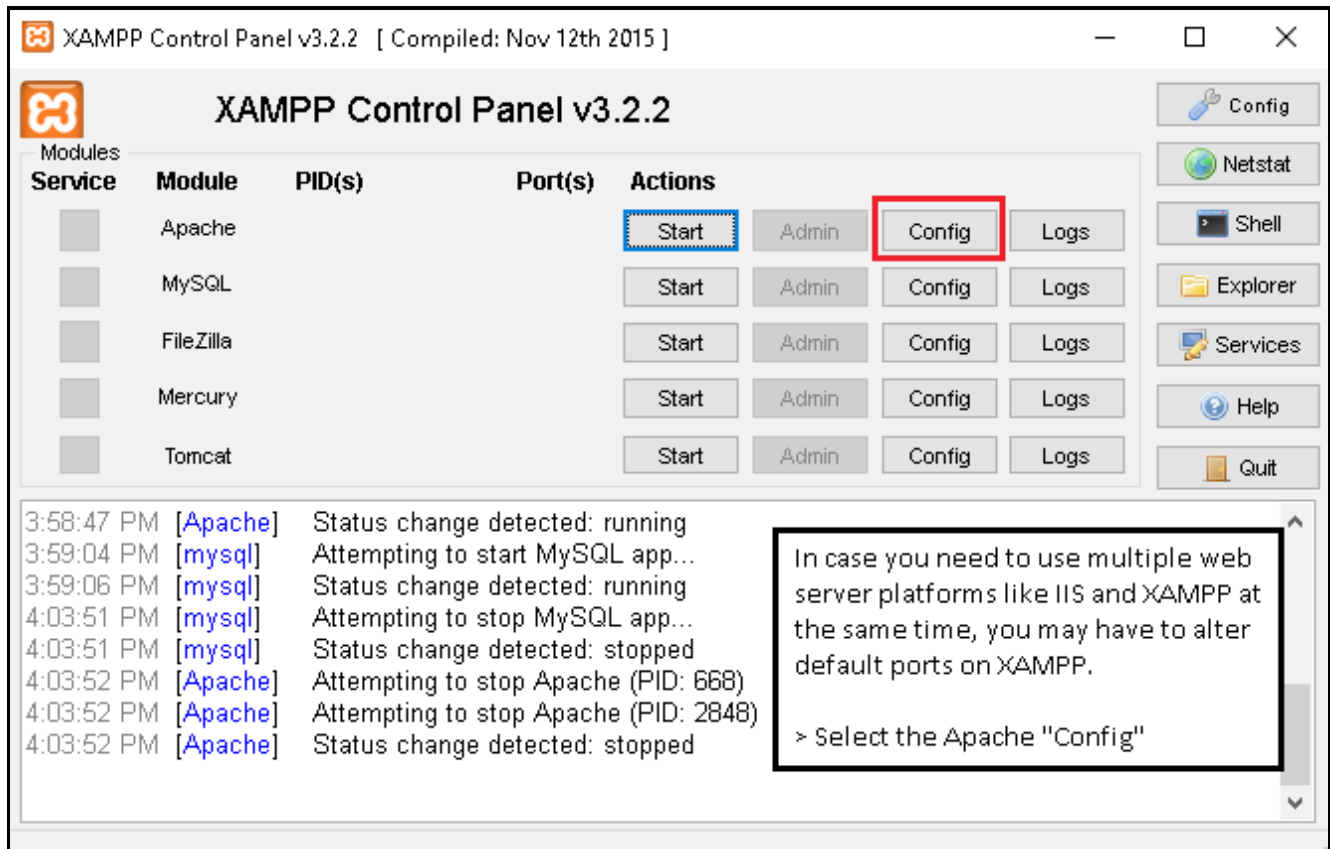 XAMPP Control Panel v3.2.2 [ Compiled: Nov 12th 2015 ]
XAMPP Control Panel v3.2.2
Config
Modules
Service Module PID(s) Port(s) Actions
Netstat
Apache Start Admin Config Logs
Shell
MySQL Start Admin Config Logs
Explorer
FileZilla Start Admin Config Logs
Services
Mercury Start Admin Config Logs
Help
Tomcat Start Admin Config Logs
Quit
3:58:47 PM [Apache] Status change detected: running
3:59:04 PM [mysql] Attempting to start MySQL app...
3:59:06 PM [mysql] Status change detected: running
4:03:51 PM [mysql] Attempting to stop MySQL app...
4:03:51 PM [mysql] Status change detected: stopped
4:03:52 PM [Apache] Attempting to stop Apache (PID: 668)
4:03:52 PM [Apache] Attempting to stop Apache (PID: 2848)
4:03:52 PM [Apache] Status change detected: stopped
In case you need to use multiple web
server platforms like IIS and XAMPP at
the same time, you may have to alter
default ports on XAMPP.
> Select the Apache "Config"